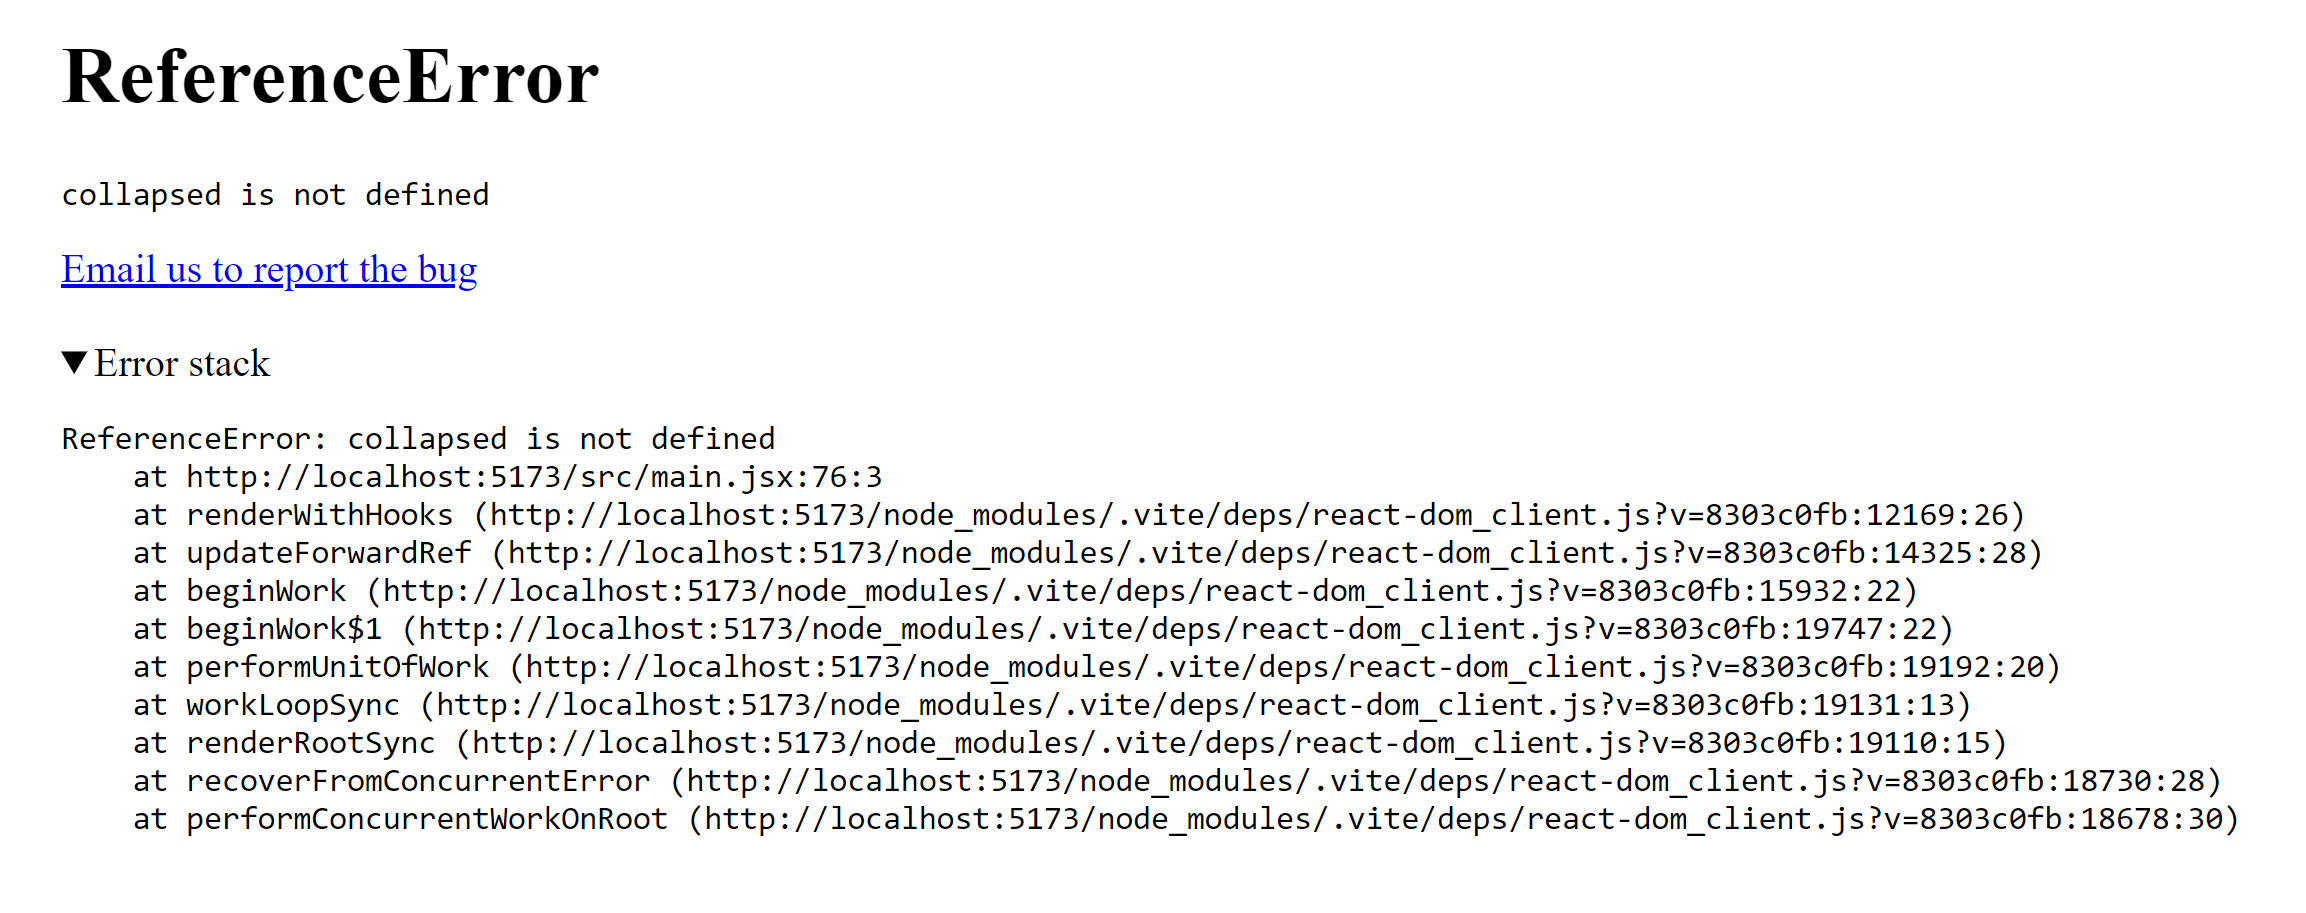 ReferenceError
collapsed is not defined
Email us to report the bug
▼ Error stack
ReferenceError: collapsed is not defined
    at http://localhost:5173/src/main.jsx:76:3
    at renderWithHooks (http://localhost:5173/node_modules/.vite/deps/react-dom_client.js?v=8303c0fb:12169:26)
    at updateForwardRef (http://localhost:5173/node_modules/.vite/deps/react-dom_client.js?v=8303c0fb:14325:28)
    at beginWork (http://localhost:5173/node_modules/.vite/deps/react-dom_client.js?v=8303c0fb:15932:22)
    at beginWork$1 (http://localhost:5173/node_modules/.vite/deps/react-dom_client.js?v=8303c0fb:19747:22)
    at performUnitOfWork (http://localhost:5173/node_modules/.vite/deps/react-dom_client.js?v=8303c0fb:19192:20)
    at workLoopSync (http://localhost:5173/node_modules/.vite/deps/react-dom_client.js?v=8303c0fb:19131:13)
    at renderRootSync (http://localhost:5173/node_modules/.vite/deps/react-dom_client.js?v=8303c0fb:19110:15)
    at recoverFromConcurrentError (http://localhost:5173/node_modules/.vite/deps/react-dom_client.js?v=8303c0fb:18730:28)
    at performConcurrentWorkOnRoot (http://localhost:5173/node_modules/.vite/deps/react-dom_client.js?v=8303c0fb:18678:30)